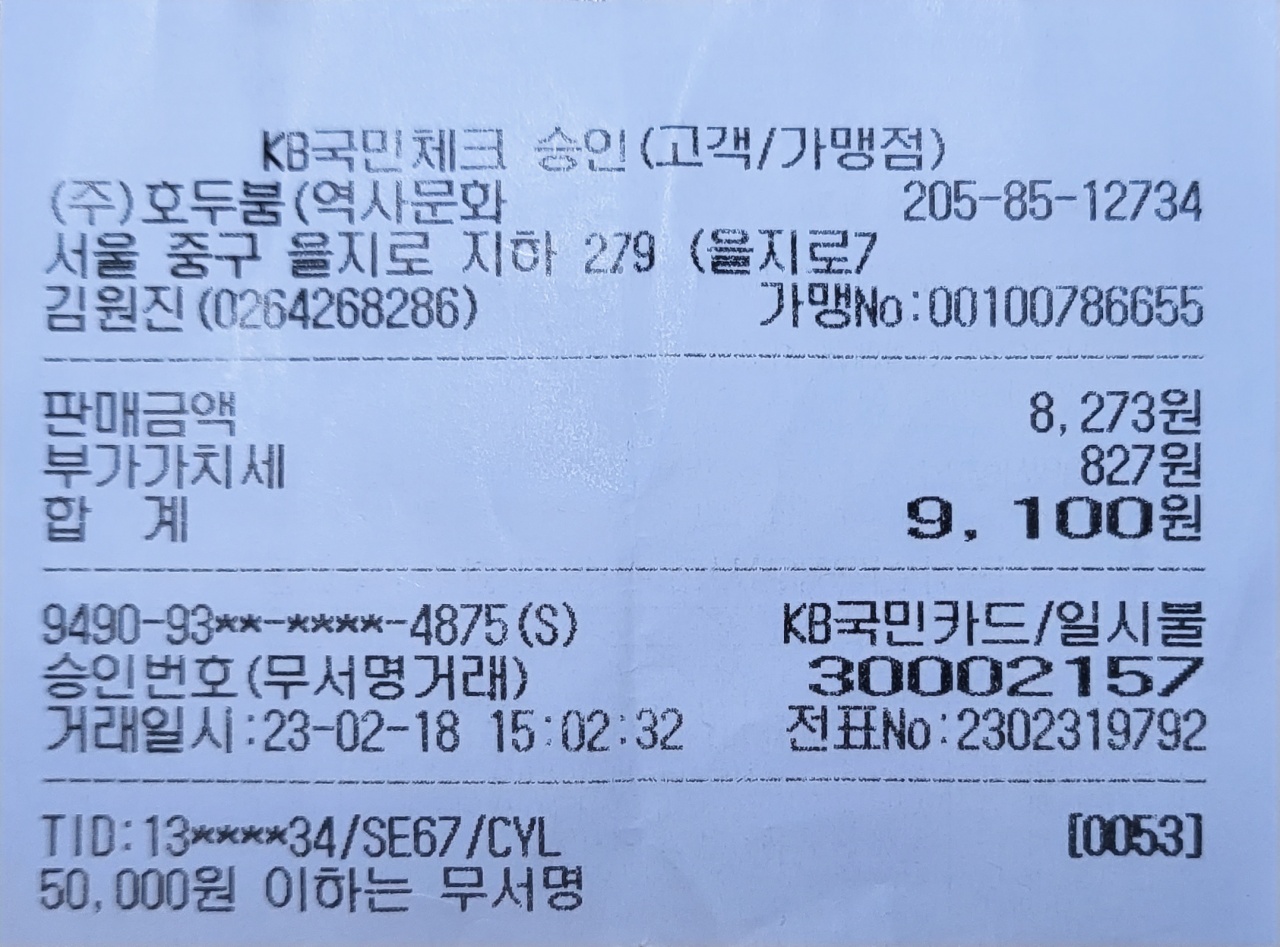 KB국민체크 승인(고객/가맹점)
(주)호두붐(역사문화 205-85-12734
서울 중구 을지로 지하 279 (을지로7
김원진(0264268286) 가맹No:00100786655
판매금액 8,273원
부가가치세 827원
합 계 9,100원
9490-93**-****-4875(S) KB국민카드/일시불
승인번호(무서명거래) 30002157
거래일시:23-02-18 15:02:32 전표No:2302319792
TID:13****34/SE67/CYL [0053]
50,000원 이하는 무서명